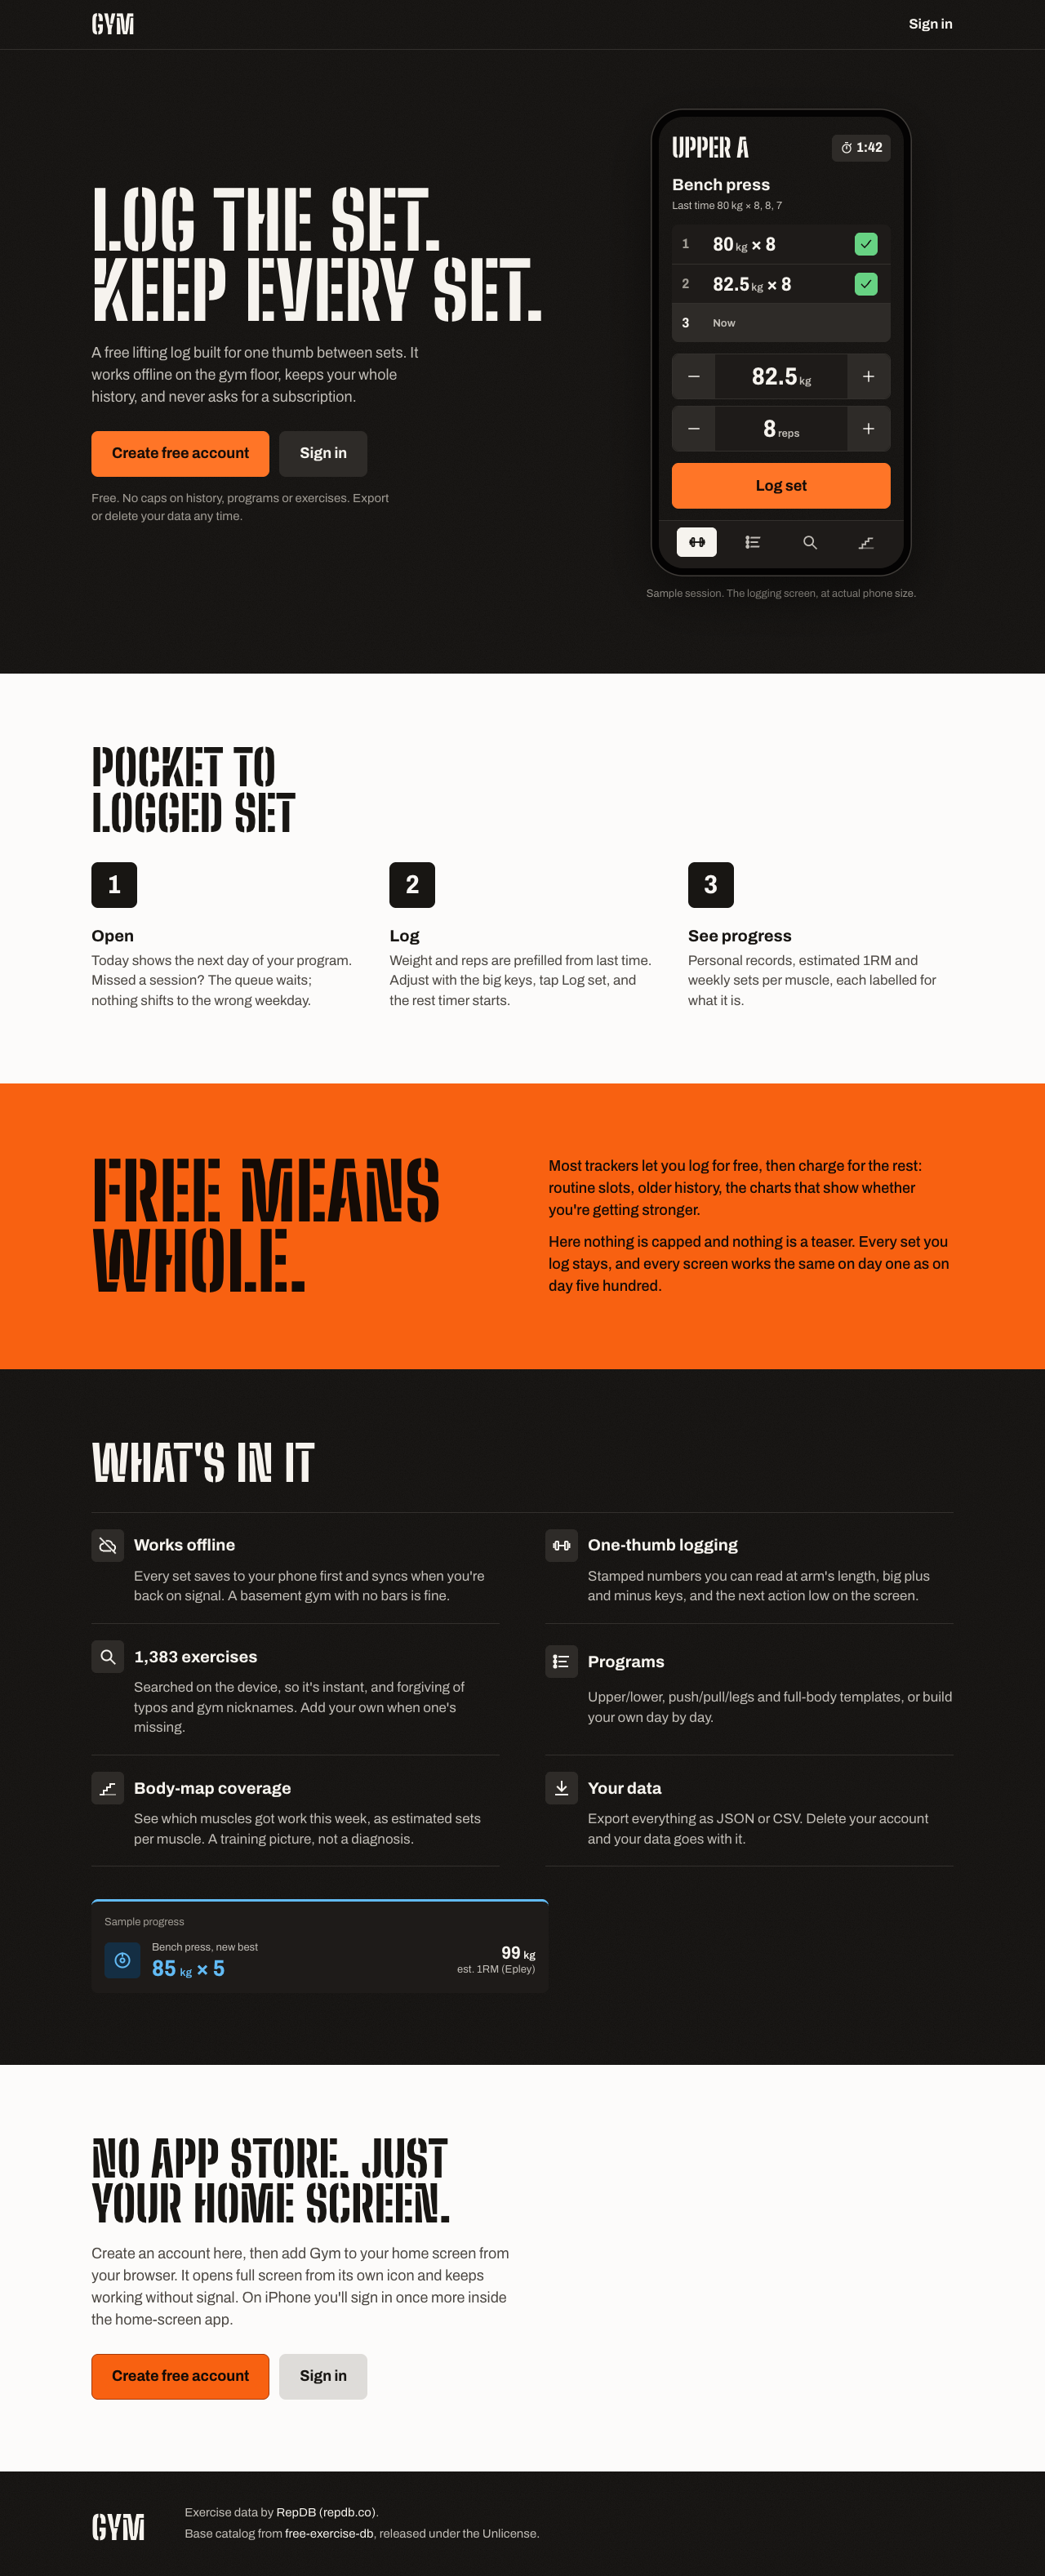 GYM
Sign in
LOG THE SET.
KEEP EVERY SET.
A free lifting log built for one thumb between sets. It
works offline on the gym floor, keeps your whole
history, and never asks for a subscription.
Create free account
Sign in
Free. No caps on history, programs or exercises. Export
or delete your data any time.
UPPER A
1:42
Bench press
Last time 80 kg × 8, 8, 7
1 80 kg × 8
2 82.5 kg × 8
3 Now
− 82.5 kg +
− 8 reps +
Log set
Sample session. The logging screen, at actual phone size.
POCKET TO
LOGGED SET
1
Open
Today shows the next day of your program.
Missed a session? The queue waits;
nothing shifts to the wrong weekday.
2
Log
Weight and reps are prefilled from last time.
Adjust with the big keys, tap Log set, and
the rest timer starts.
3
See progress
Personal records, estimated 1RM and
weekly sets per muscle, each labelled for
what it is.
FREE MEANS
WHOLE.
Most trackers let you log for free, then charge for the rest:
routine slots, older history, the charts that show whether
you're getting stronger.
Here nothing is capped and nothing is a teaser. Every set you
log stays, and every screen works the same on day one as on
day five hundred.
WHAT'S IN IT
Works offline
Every set saves to your phone first and syncs when you're
back on signal. A basement gym with no bars is fine.
One-thumb logging
Stamped numbers you can read at arm's length, big plus
and minus keys, and the next action low on the screen.
1,383 exercises
Searched on the device, so it's instant, and forgiving of
typos and gym nicknames. Add your own when one's
missing.
Programs
Upper/lower, push/pull/legs and full-body templates, or build
your own day by day.
Body-map coverage
See which muscles got work this week, as estimated sets
per muscle. A training picture, not a diagnosis.
Your data
Export everything as JSON or CSV. Delete your account
and your data goes with it.
Sample progress
Bench press, new best
85 kg × 5
99 kg
est. 1RM (Epley)
NO APP STORE. JUST
YOUR HOME SCREEN.
Create an account here, then add Gym to your home screen from
your browser. It opens full screen from its own icon and keeps
working without signal. On iPhone you'll sign in once more inside
the home-screen app.
Create free account
Sign in
GYM
Exercise data by RepDB (repdb.co).
Base catalog from free-exercise-db, released under the Unlicense.